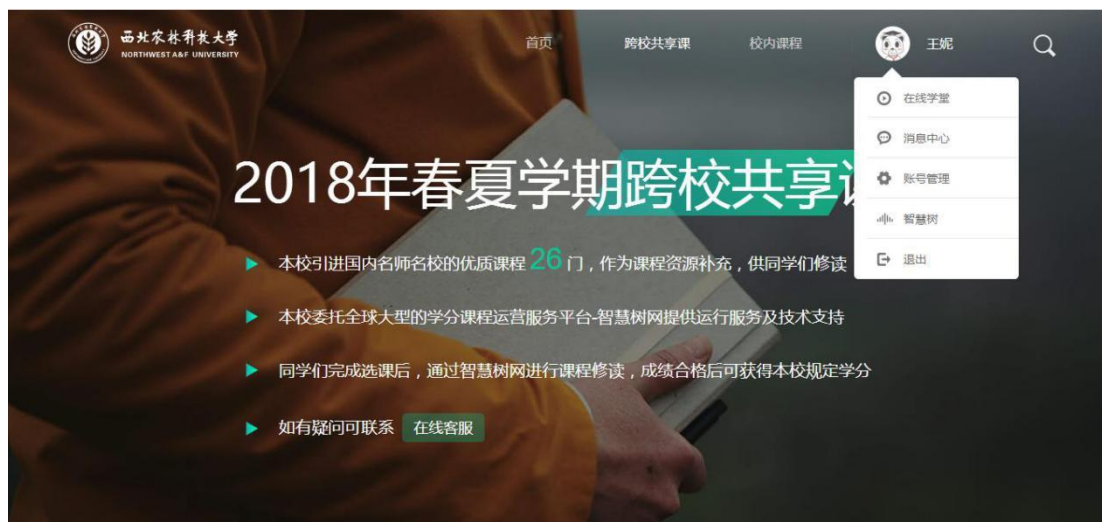 西北农林科技大学
NORTHWEST A&F UNIVERSITY
首页 跨校共享课 校内课程 王妮
在线学堂
消息中心
账号管理
智慧树
退出
2018年春夏学期跨校共享
本校引进国内名师名校的优质课程 26 门，作为课程资源补充，供同学们修读
本校委托全球大型的学分课程运营服务平台-智慧树网提供运行服务及技术支持
同学们完成选课后，通过智慧树网进行课程修读，成绩合格后可获得本校规定学分
如有疑问可联系 在线客服